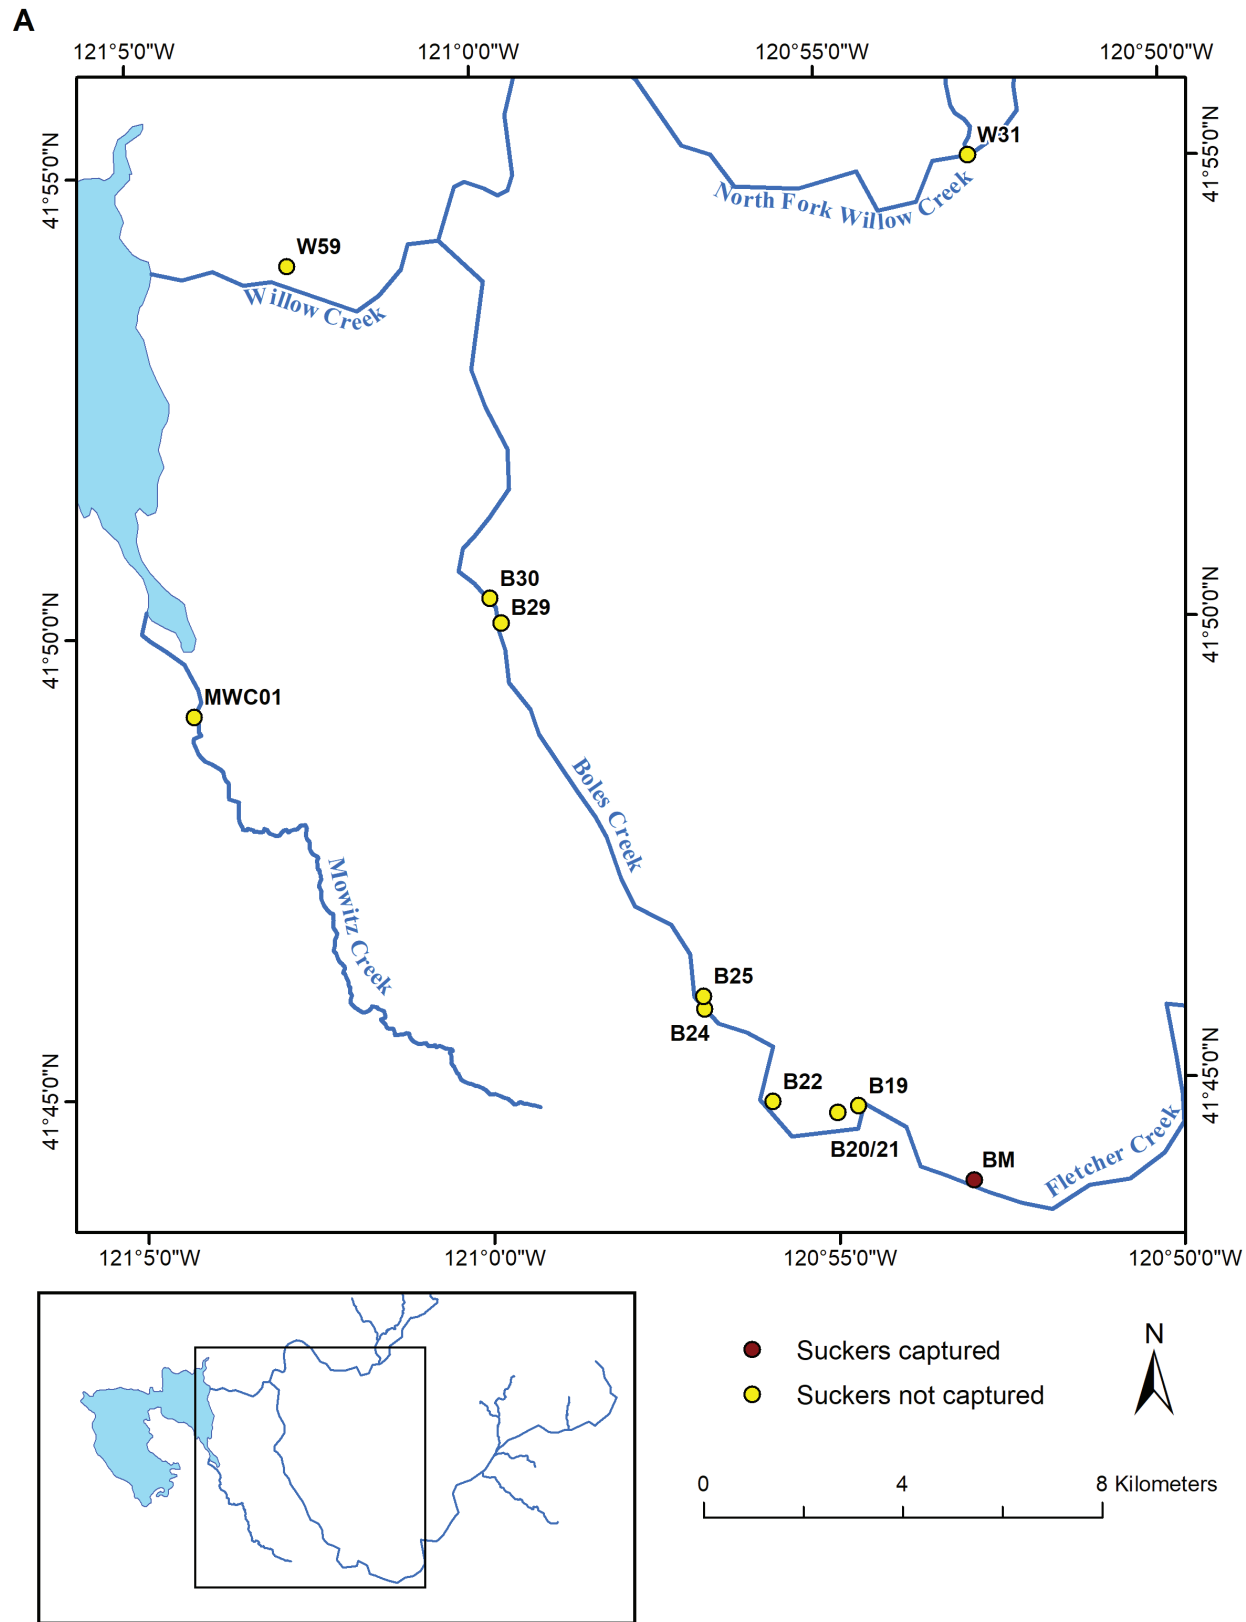 A
121°5'0"W
121°0'0"W
120°55'0"W
120°50'0"W
41°55'0"N
41°55'0"N
W31
North Fork Willow Creek
W59
Willow Creek
B30
B29
41°50'0"N
41°50'0"N
MWC01
Boles Creek
Mowitz Creek
B25
B24
B22
B19
B20/21
41°45'0"N
41°45'0"N
BM
Fletcher Creek
121°5'0"W
121°0'0"W
120°55'0"W
120°50'0"W
Suckers captured
Suckers not captured
N
0
4
8 Kilometers